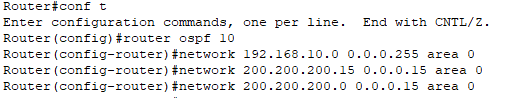 Router#conf t
Enter configuration commands, one per line.  End with CNTL/Z.
Router(config)#router ospf 10
Router(config-router)#network 192.168.10.0 0.0.0.255 area 0
Router(config-router)#network 200.200.200.15 0.0.0.15 area 0
Router(config-router)#network 200.200.200.0 0.0.0.15 area 0